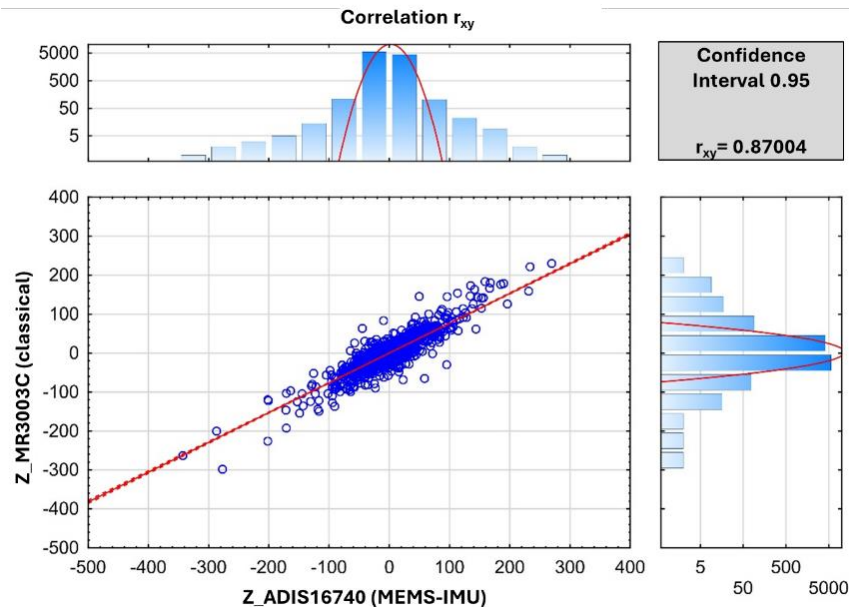 Correlation rxy
5000
500
50
5
Confidence
Interval 0.95
rxy= 0.87004
400
300
200
100
0
-100
-200
-300
-400
-500
Z_MR3003C (classical)
-500 -400 -300 -200 -100 0 100 200 300 400
Z_ADIS16740 (MEMS-IMU)
5 500
50 5000